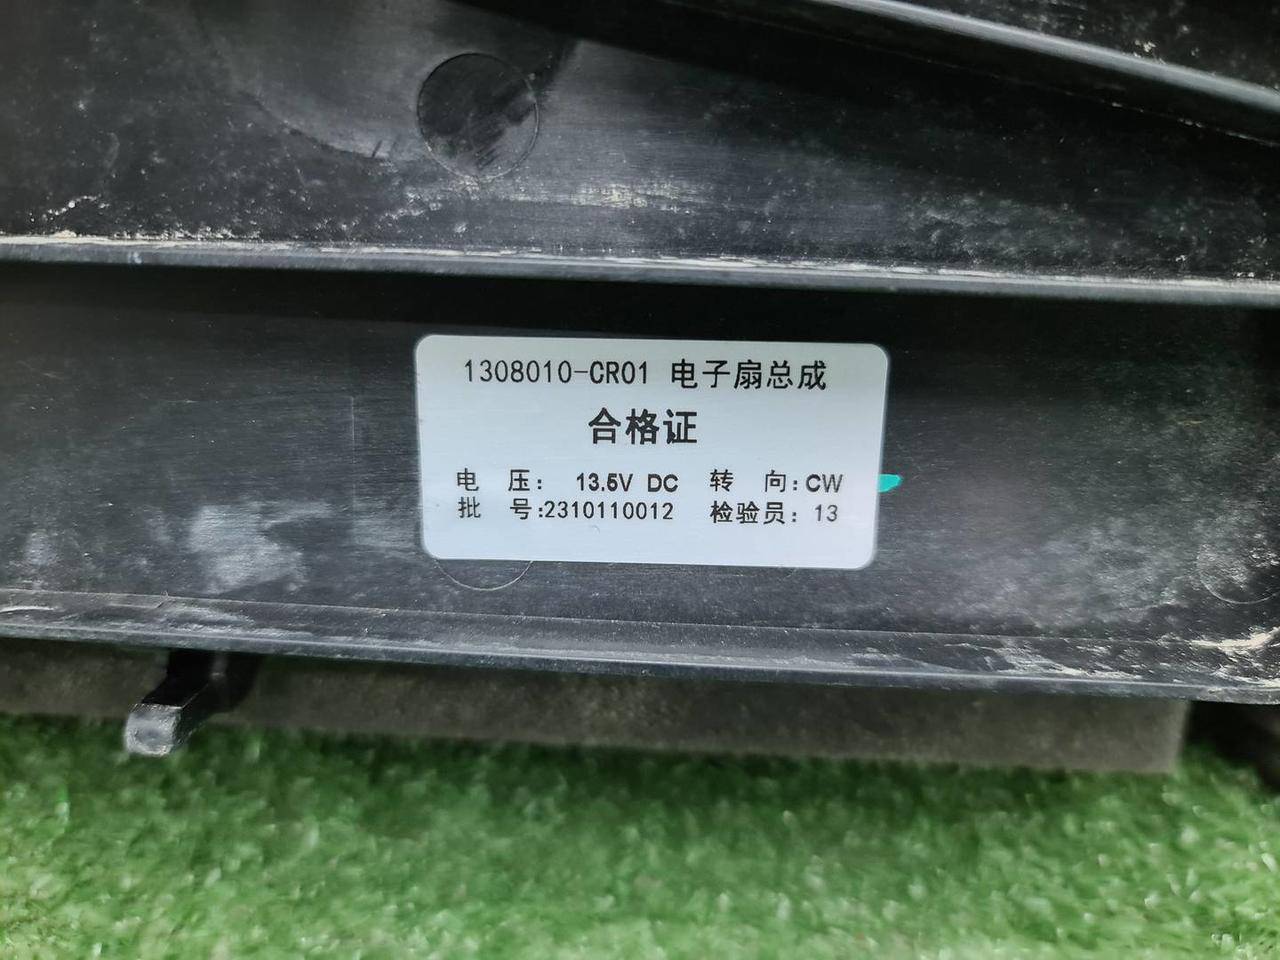 1308010-CR01 电子扇总成
合格证
电 压: 13.5V DC 转 向:CW
批 号:2310110012 检验员: 13